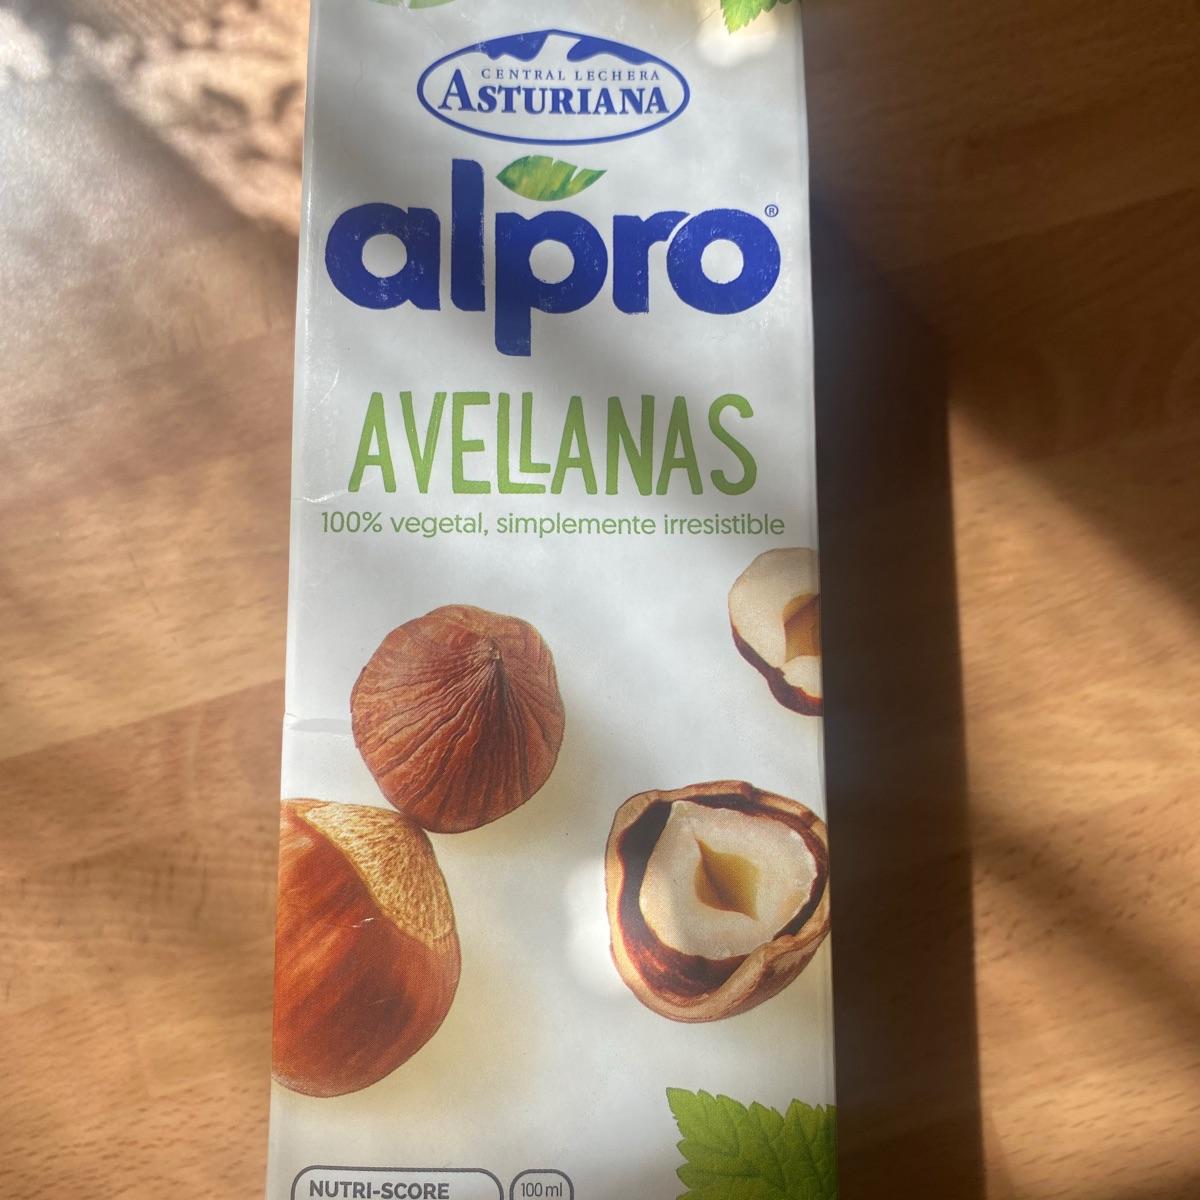 CENTRAL LECHERA
ASTURIANA
alpro®
AVELLANAS
100% vegetal, simplemente irresistible
NUTRI-SCORE
100 ml